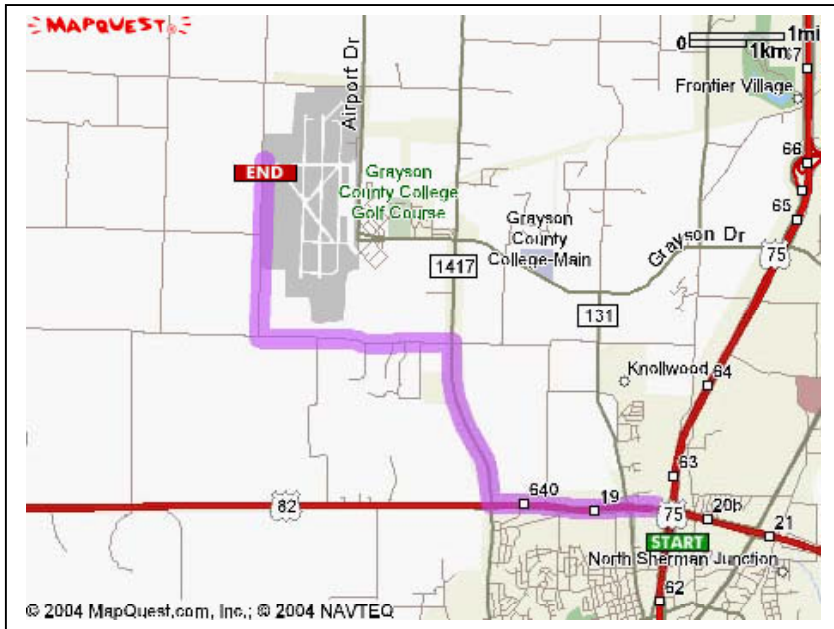 MAPQUEST
0 1mi
1km
67
Frontier Village
Airport Dr
66
END
Grayson
County College
Golf Course
65
Grayson
County
College-Main
Grayson Dr
75
1417
131
Knollwood
64
63
640
19
82
75
20b
21
START
North Sherman Junction
62
© 2004 MapQuest.com, Inc.; © 2004 NAVTEQ